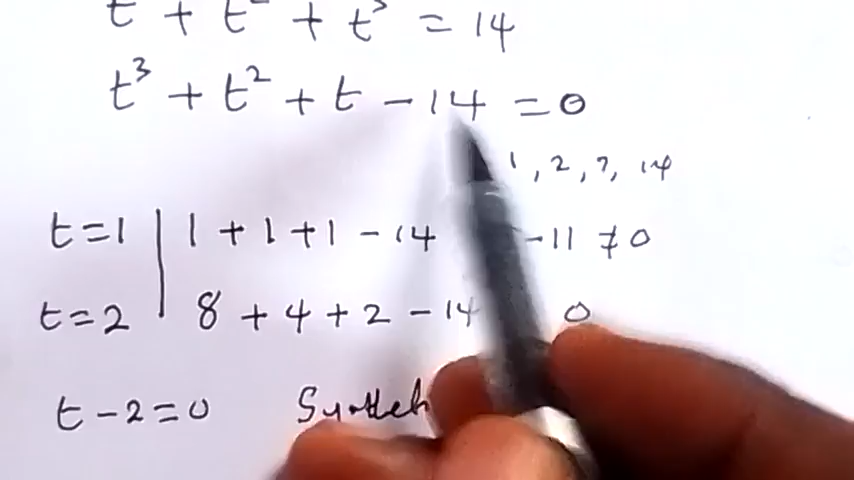 t + t² + t³ = 14
t³ + t² + t - 14 = 0
1, 2, 7, 14
t=1 | 1 + 1 + 1 - 14 -11 ≠ 0
t=2 | 8 + 4 + 2 - 14 0
t - 2 = 0